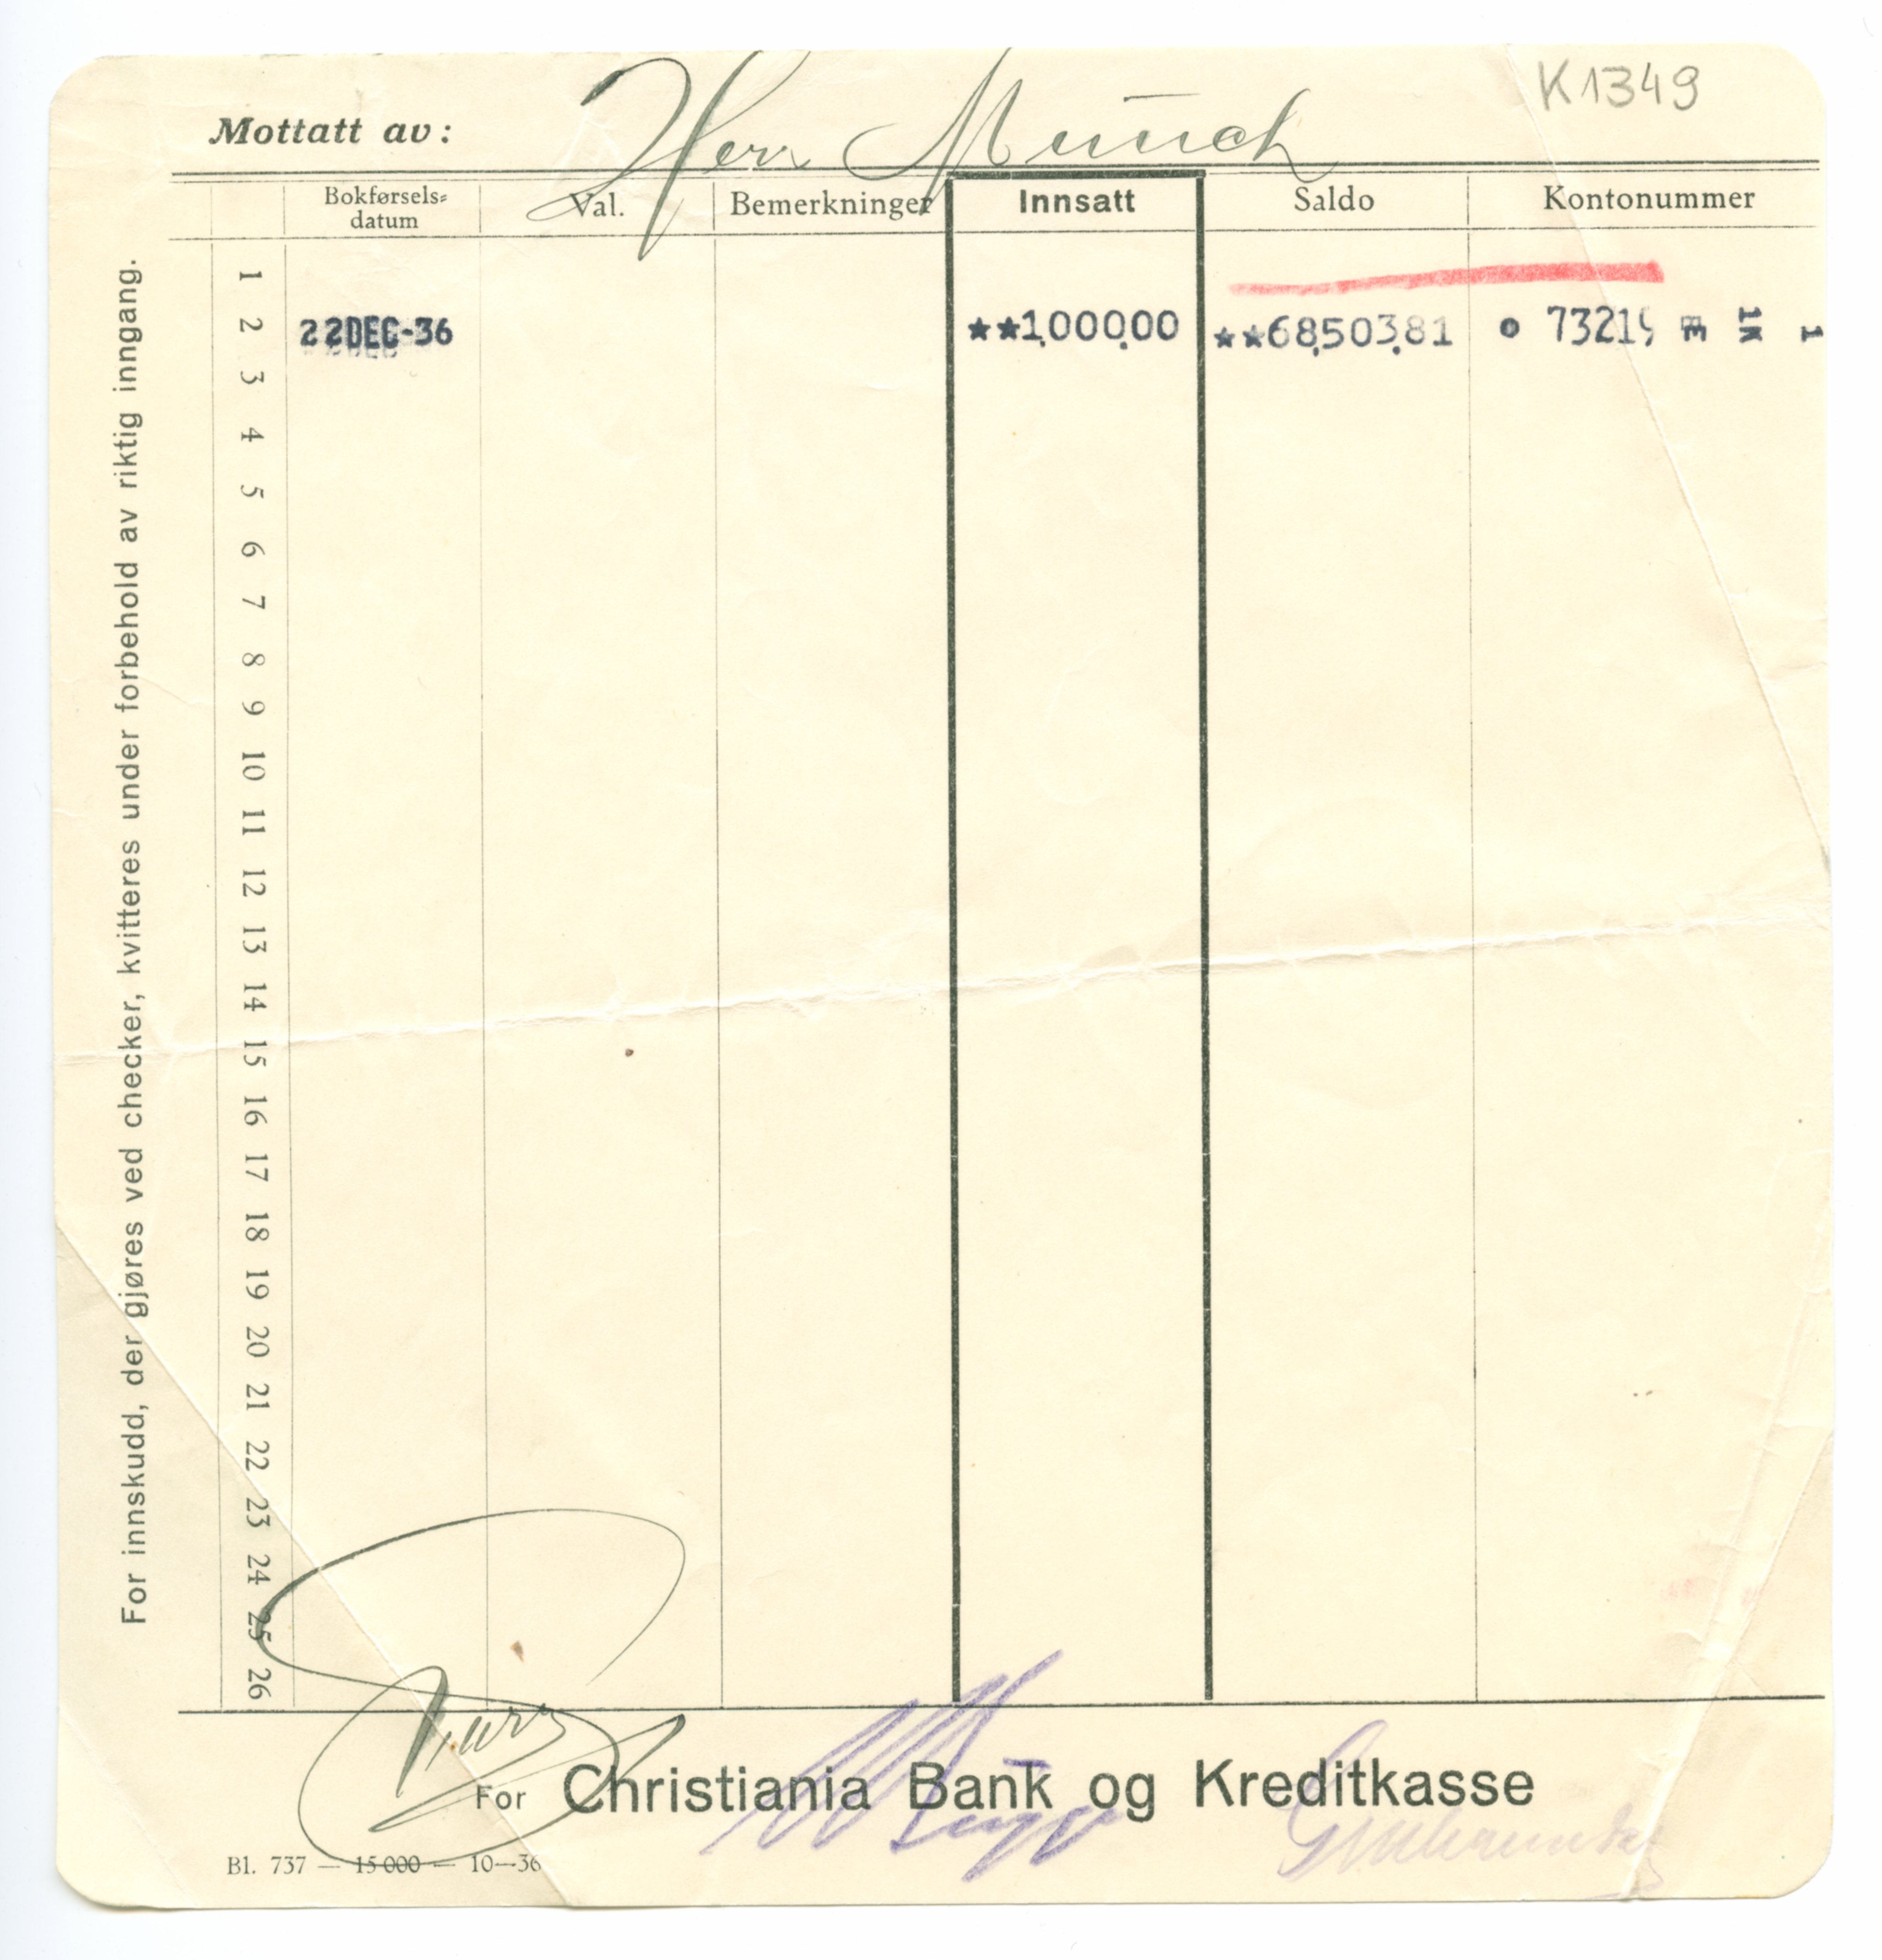 K1349
Mottatt av: Herr Munch
Bokførsels=
datum
Val. Bemerkninger Innsatt Saldo Kontonummer
1
2 22DEC-36 **1,000.00 **68,503.81 o 7321 E 1K 1
3
4
5
6
7
8
9
10
11
12
13
14
15
16
17
18
19
20
21
22
23
24
25
26
For innskudd, der gjøres ved checker, kvitteres under forbehold av riktig inngang.
For Christiania Bank og Kreditkasse
Bl. 737 — 15 000 — 10—36